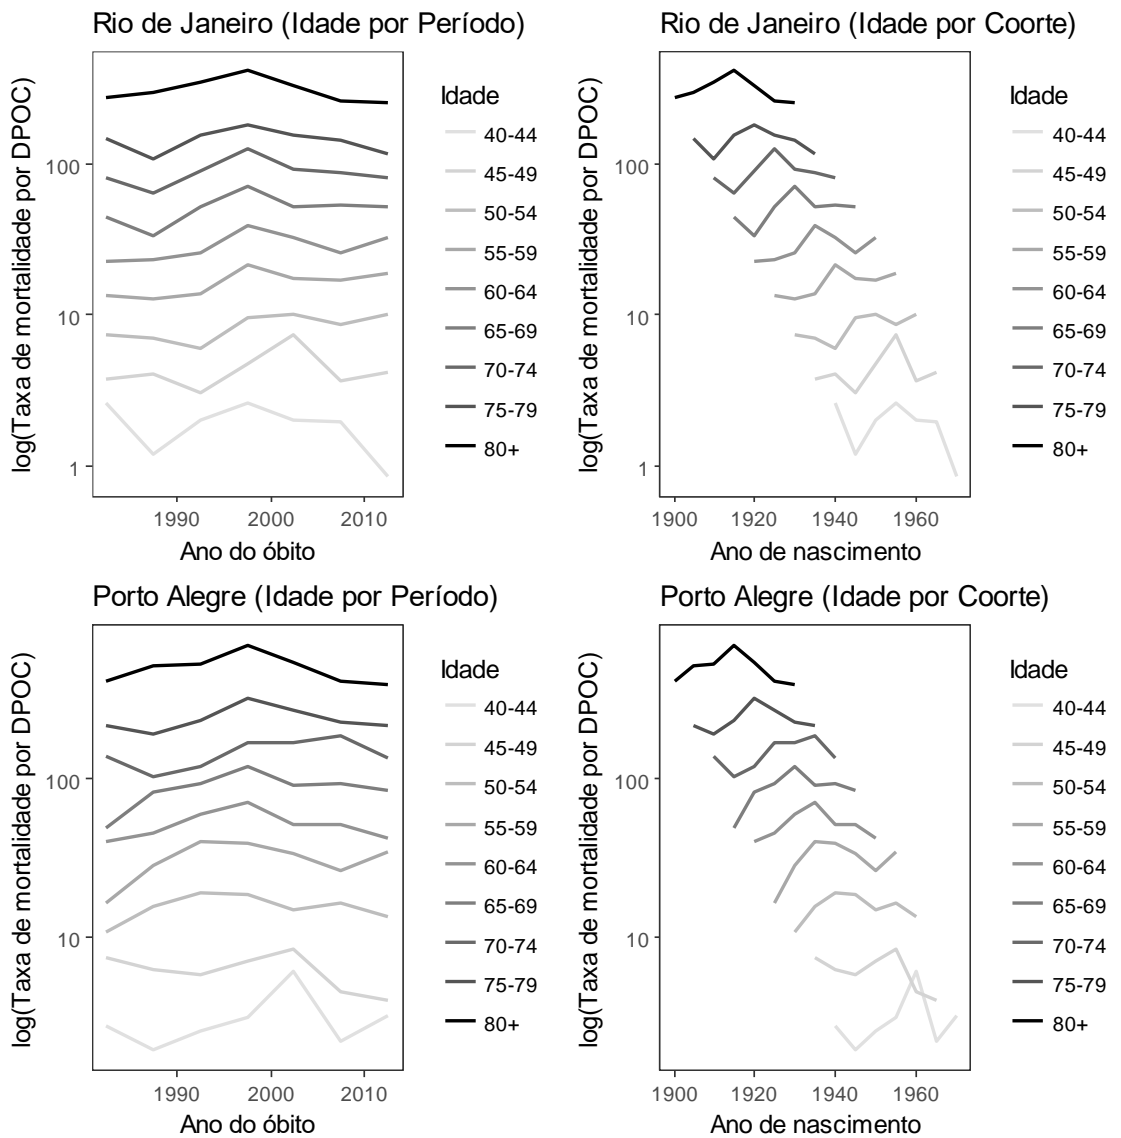 Rio de Janeiro (Idade por Período)
log(Taxa de mortalidade por DPOC)
100
10
1
1990 2000 2010
Ano do óbito
Idade
40-44
45-49
50-54
55-59
60-64
65-69
70-74
75-79
80+
Rio de Janeiro (Idade por Coorte)
log(Taxa de mortalidade por DPOC)
100
10
1
1900 1920 1940 1960
Ano de nascimento
Idade
40-44
45-49
50-54
55-59
60-64
65-69
70-74
75-79
80+
Porto Alegre (Idade por Período)
log(Taxa de mortalidade por DPOC)
100
10
1990 2000 2010
Ano do óbito
Idade
40-44
45-49
50-54
55-59
60-64
65-69
70-74
75-79
80+
Porto Alegre (Idade por Coorte)
log(Taxa de mortalidade por DPOC)
100
10
1900 1920 1940 1960
Ano de nascimento
Idade
40-44
45-49
50-54
55-59
60-64
65-69
70-74
75-79
80+